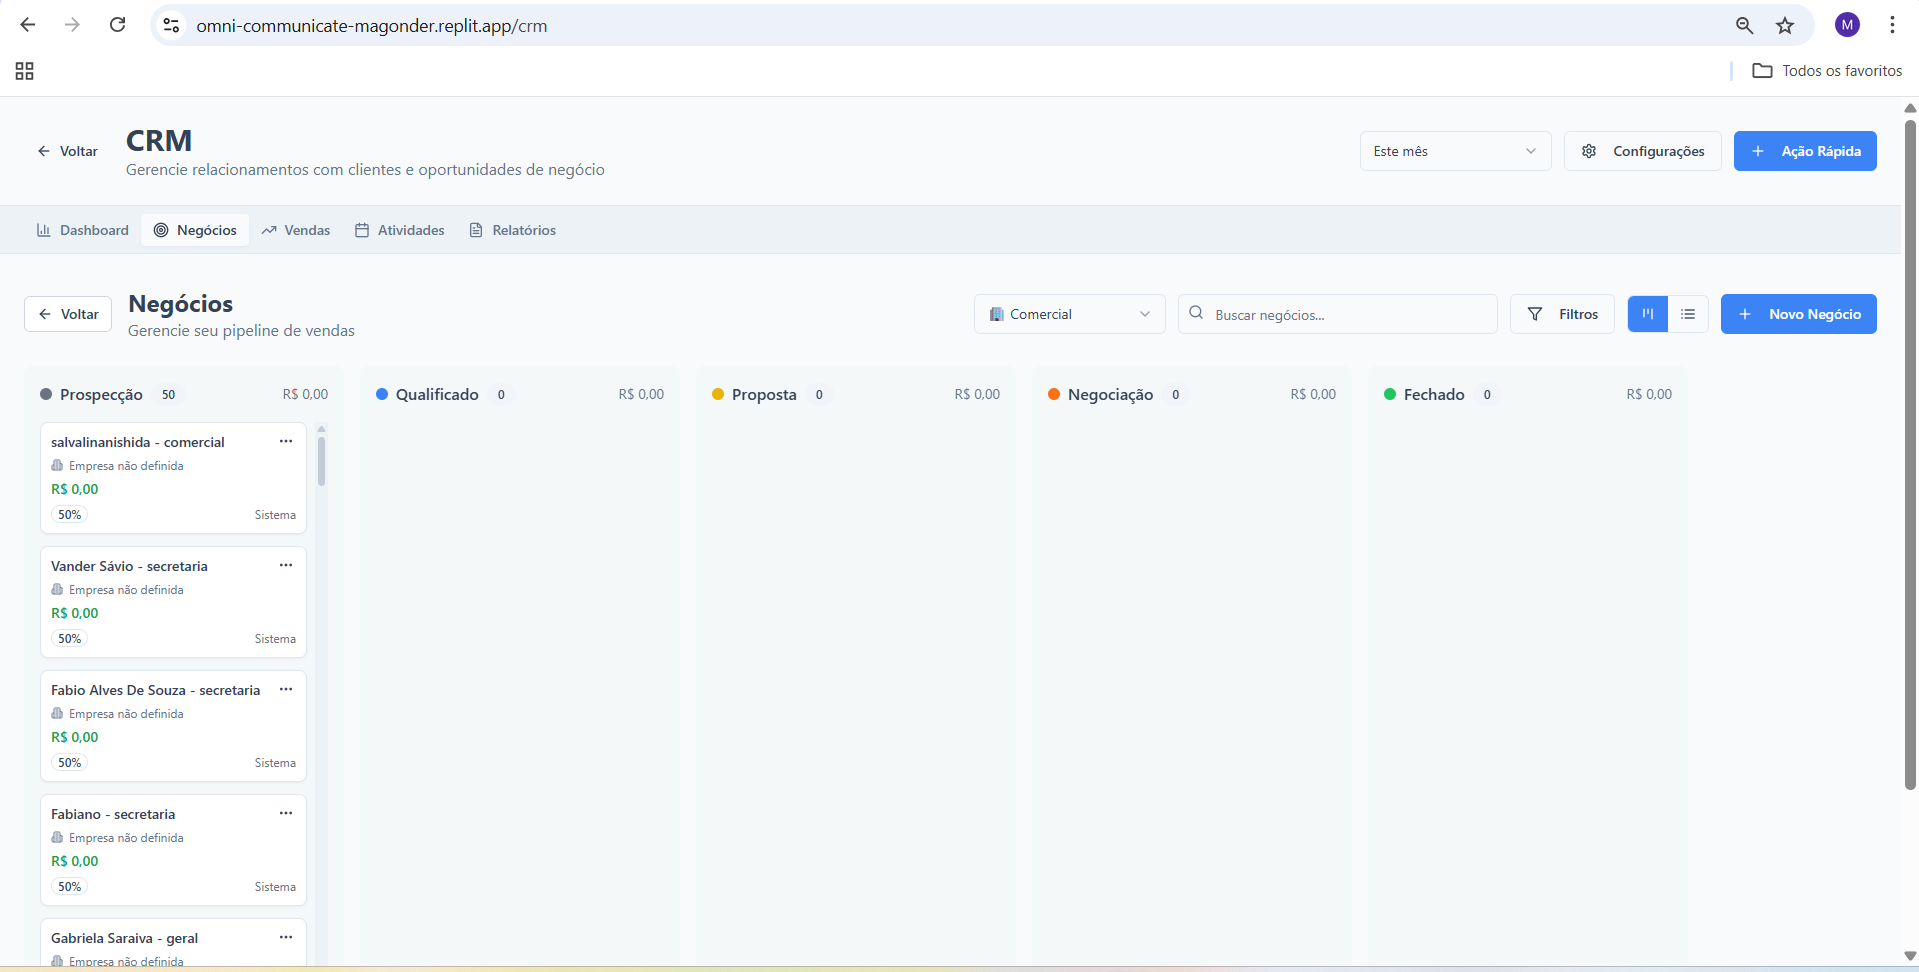 omni-communicate-magonder.replit.app/crm
M
Todos os favoritos
Voltar
CRM
Gerencie relacionamentos com clientes e oportunidades de negócio
Este mês
Configurações
Ação Rápida
Dashboard
Negócios
Vendas
Atividades
Relatórios
Voltar
Negócios
Gerencie seu pipeline de vendas
Comercial
Buscar negócios...
Filtros
Novo Negócio
Prospecção 50 R$ 0,00
Qualificado 0 R$ 0,00
Proposta 0 R$ 0,00
Negociação 0 R$ 0,00
Fechado 0 R$ 0,00
salvalinanishida - comercial
Empresa não definida
R$ 0,00
50% Sistema
Vander Sávio - secretaria
Empresa não definida
R$ 0,00
50% Sistema
Fabio Alves De Souza - secretaria
Empresa não definida
R$ 0,00
50% Sistema
Fabiano - secretaria
Empresa não definida
R$ 0,00
50% Sistema
Gabriela Saraiva - geral
Empresa não definida